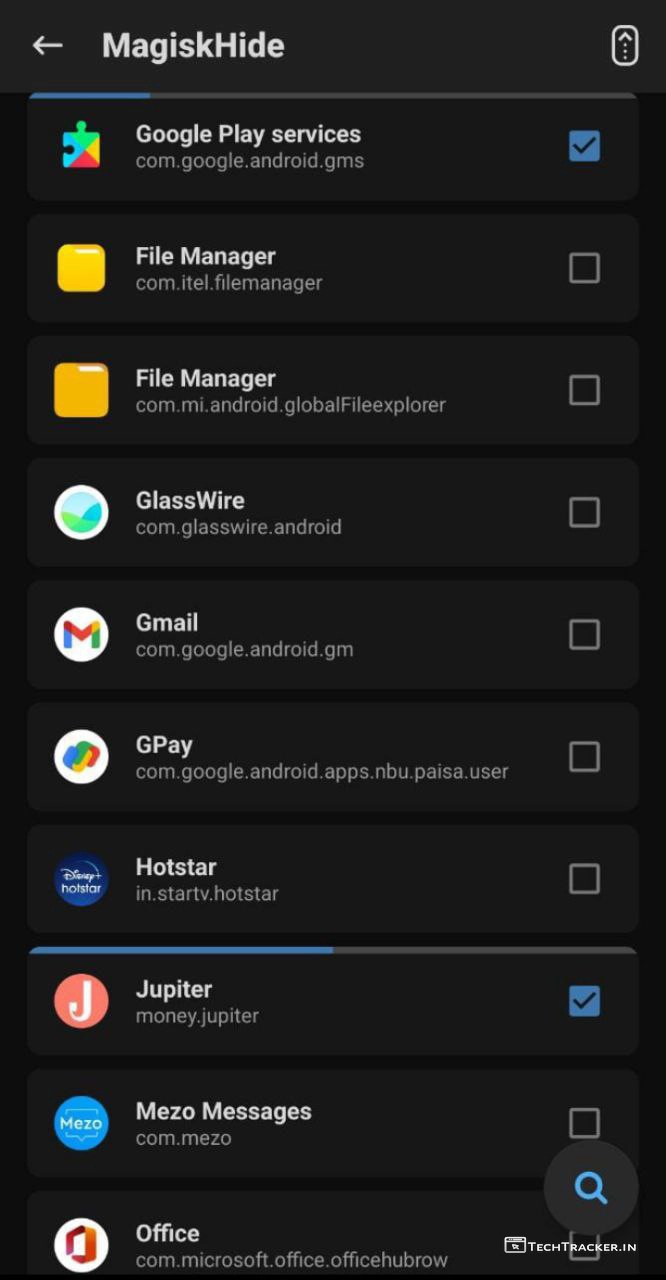 MagiskHide
Google Play services
com.google.android.gms
File Manager
com.itel.filemanager
File Manager
com.mi.android.globalFileexplorer
GlassWire
com.glasswire.android
Gmail
com.google.android.gm
GPay
com.google.android.apps.nbu.paisa.user
Disney+
hotstar
Hotstar
in.startv.hotstar
J
Jupiter
money.jupiter
Mezo
Mezo Messages
com.mezo
Office
com.microsoft.office.officehubrow
TechTracker.in